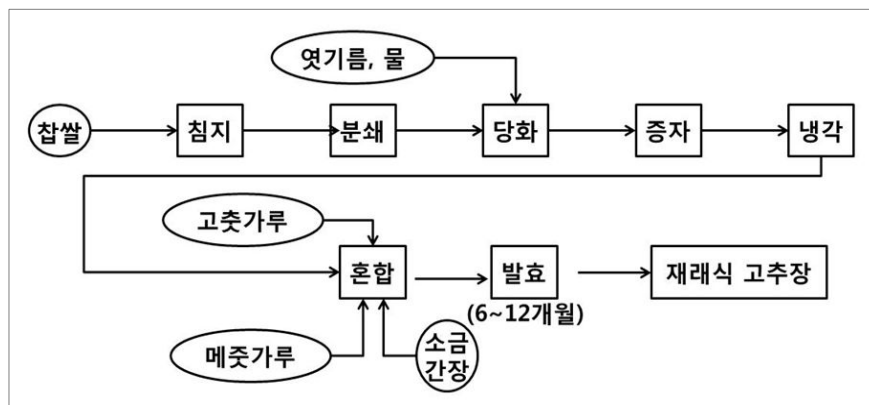 엿기름, 물
찹쌀
침지
분쇄
당화
증자
냉각
고춧가루
혼합
발효
(6~12개월)
재래식 고추장
메줏가루
소금
간장